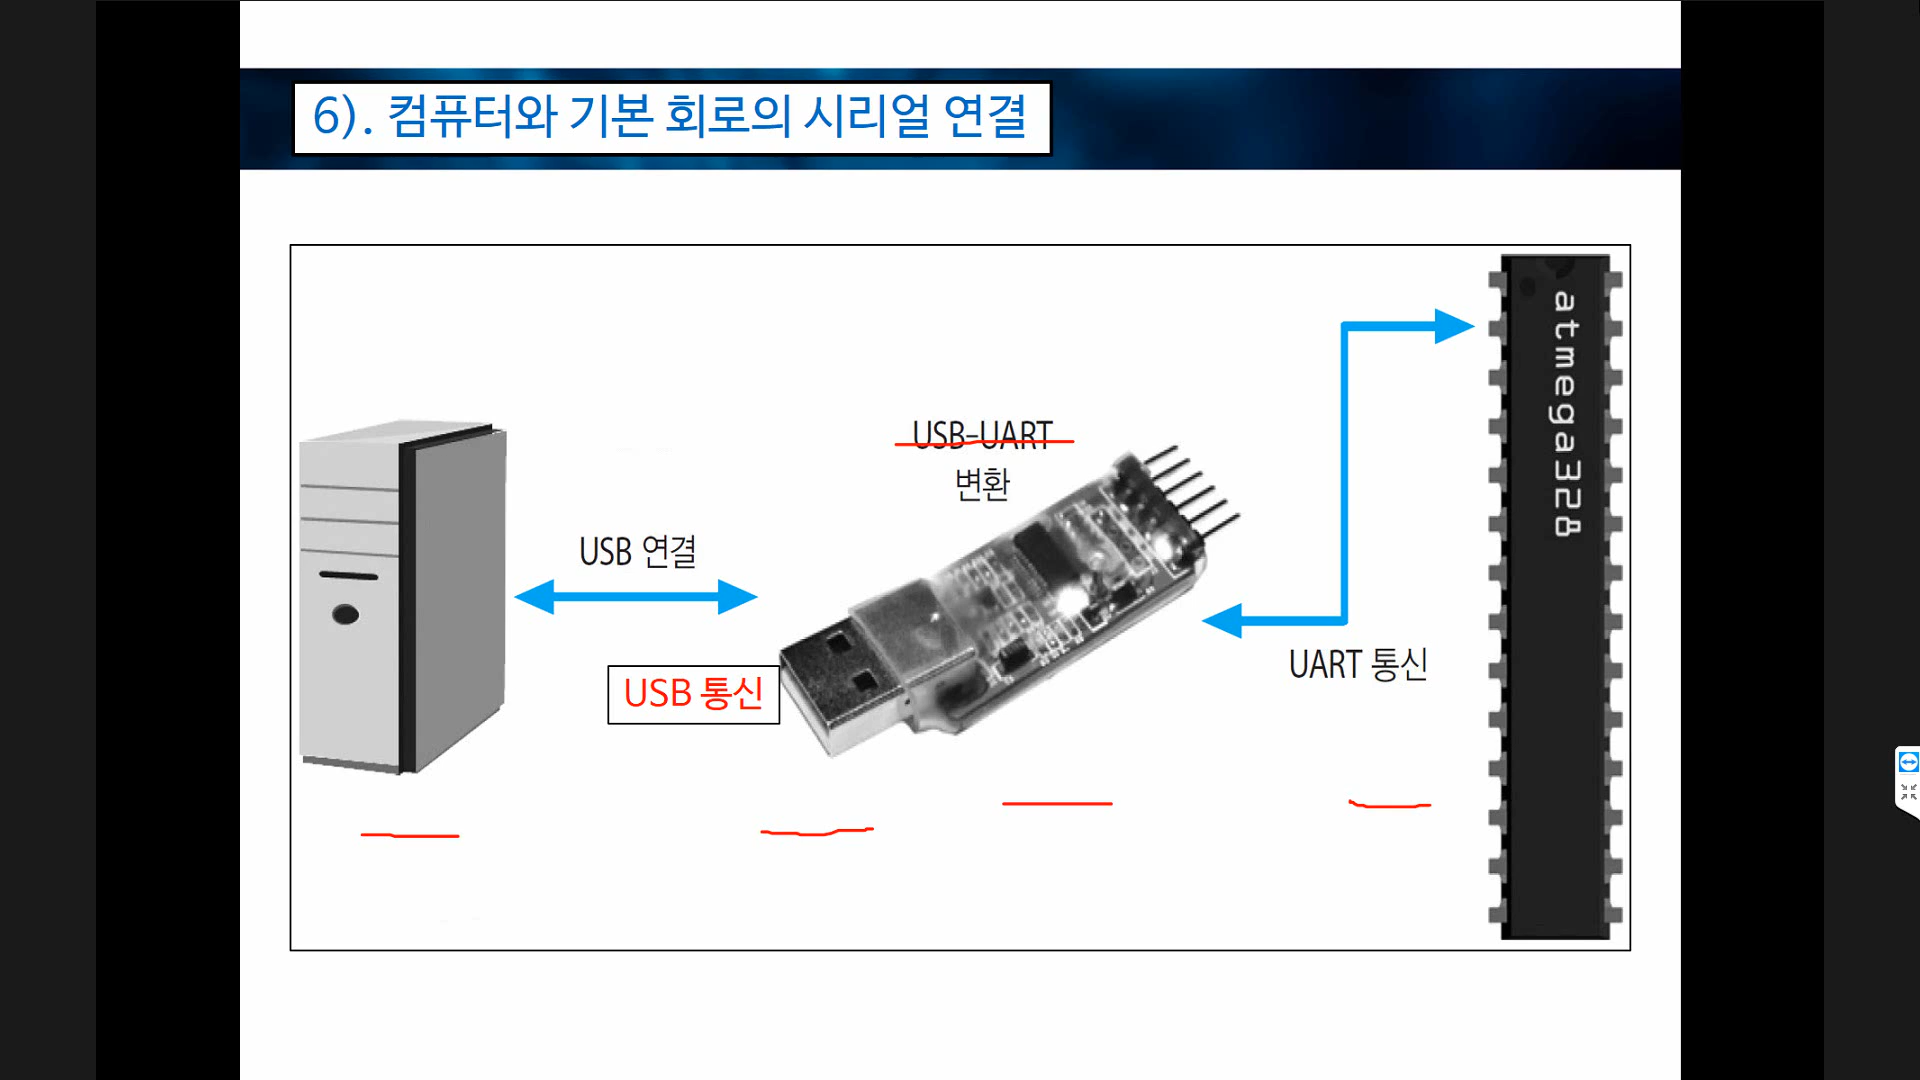 6). 컴퓨터와 기본 회로의 시리얼 연결
USB-UART
변환
USB 연결
USB 통신
UART 통신
atmega328